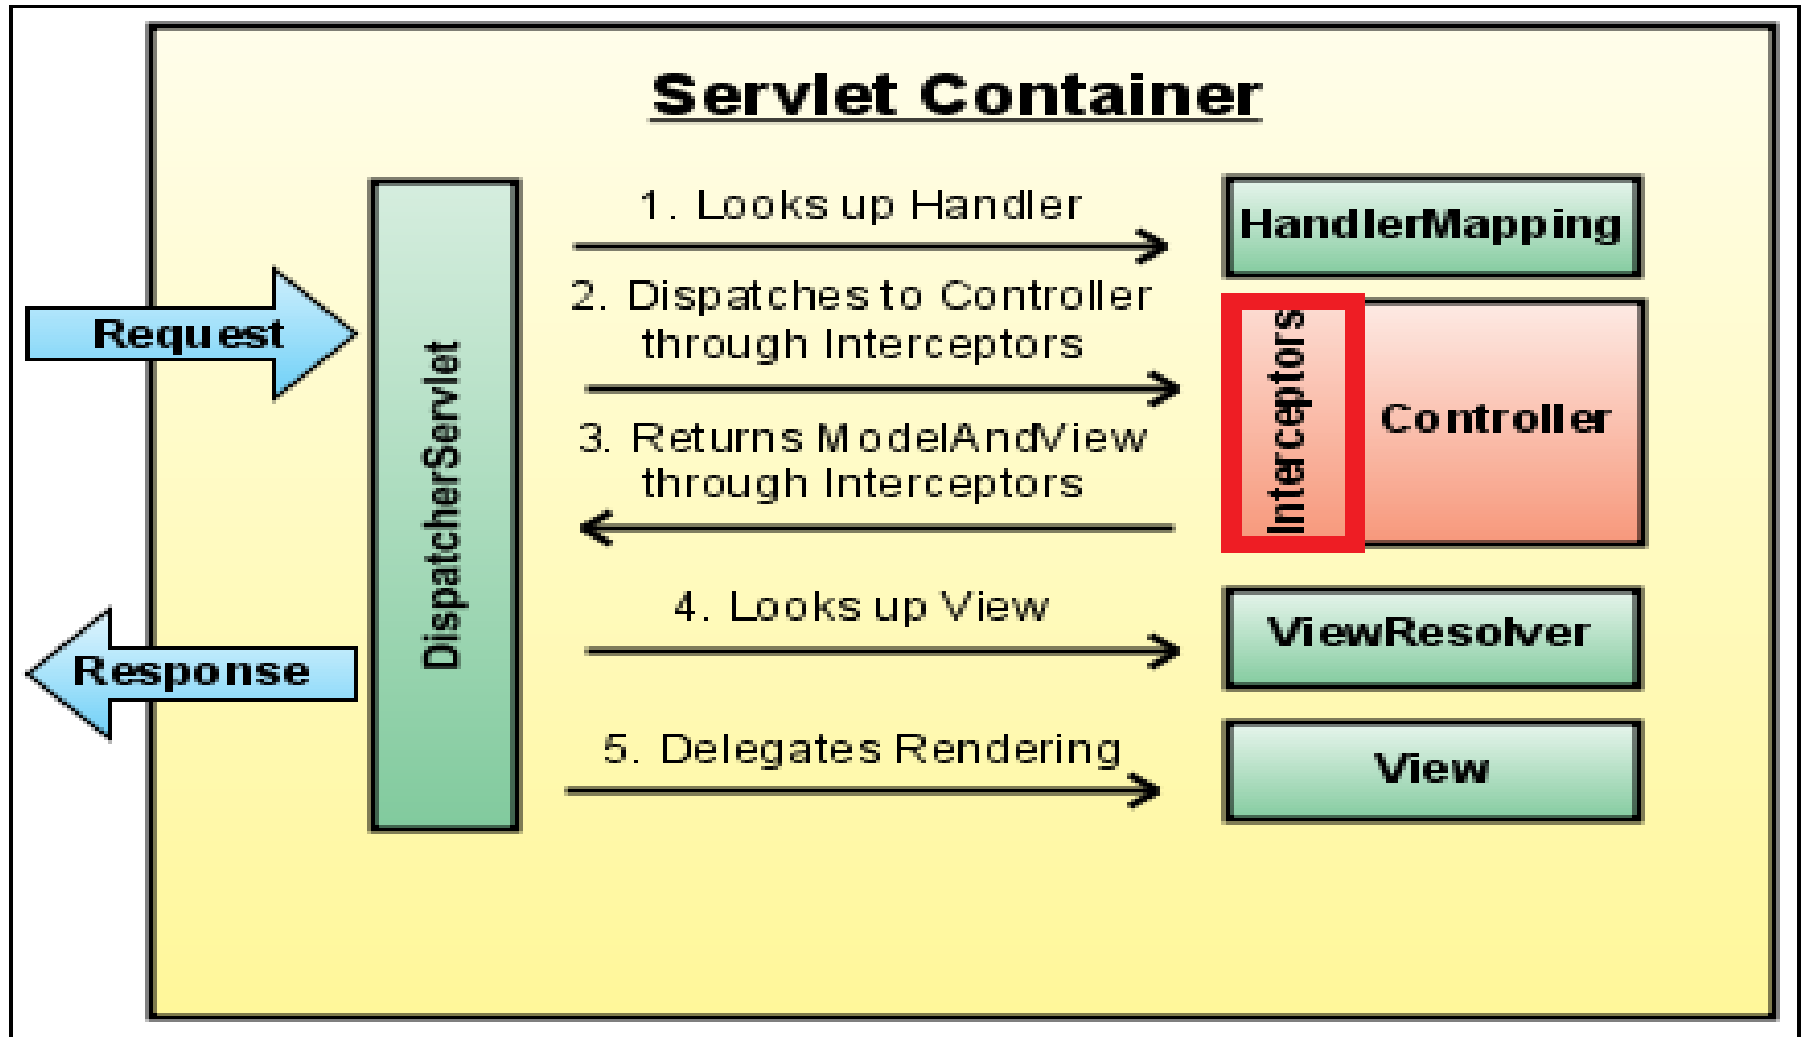 Servlet Container
1. Looks up Handler
HandlerMapping
2. Dispatches to Controller
through Interceptors
Request
DispatcherServlet
Interceptors
Controller
3. Returns ModelAndView
through Interceptors
4. Looks up View
ViewResolver
Response
5. Delegates Rendering
View